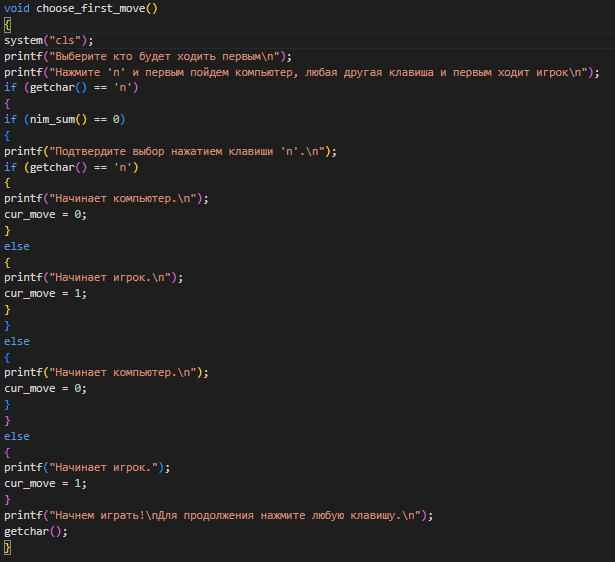 void choose_first_move()
{
system("cls");
printf("Выберите кто будет ходить первым\n");
printf("Нажмите 'n' и первым пойдем компьютер, любая другая клавиша и первым ходит игрок\n");
if (getchar() == 'n')
{
if (nim_sum() == 0)
{
printf("Подтвердите выбор нажатием клавиши 'n'.\n");
if (getchar() == 'n')
{
printf("Начинает компьютер.\n");
cur_move = 0;
}
else
{
printf("Начинает игрок.\n");
cur_move = 1;
}
}
else
{
printf("Начинает компьютер.\n");
cur_move = 0;
}
}
else
{
printf("Начинает игрок.");
cur_move = 1;
}
printf("Начнем играть!\nДля продолжения нажмите любую клавишу.\n");
getchar();
}